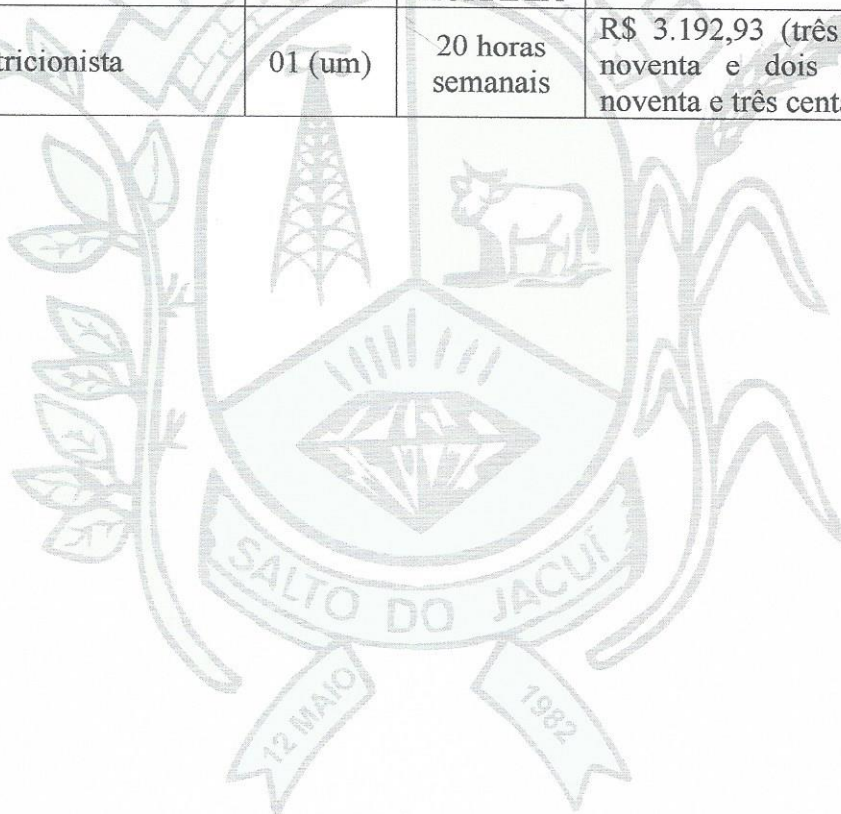 tricionista
01 (um)
20 horas
semanais
R$ 3.192,93 (três
noventa e dois
noventa e três cent
SALTO DO JACUÍ
12 MAIO
1982